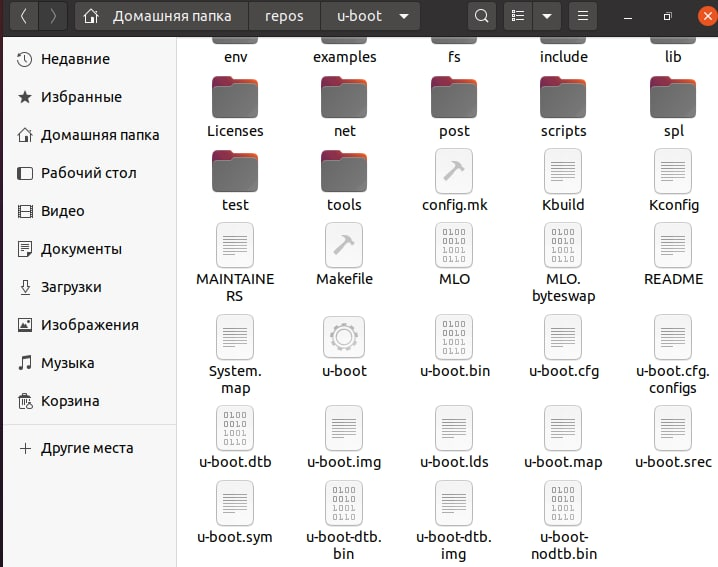 Домашняя папка
repos
u-boot
Недавние
Избранные
Домашняя папка
Рабочий стол
Видео
Документы
Загрузки
Изображения
Музыка
Корзина
Другие места
env
examples
fs
include
lib
Licenses
net
post
scripts
spl
test
tools
config.mk
Kbuild
Kconfig
MAINTAINE
RS
Makefile
MLO
MLO.
byteswap
README
System.
map
u-boot
u-boot.bin
u-boot.cfg
u-boot.cfg.
configs
u-boot.dtb
u-boot.img
u-boot.lds
u-boot.map
u-boot.srec
u-boot.sym
u-boot-dtb.
bin
u-boot-dtb.
img
u-boot-
nodtb.bin